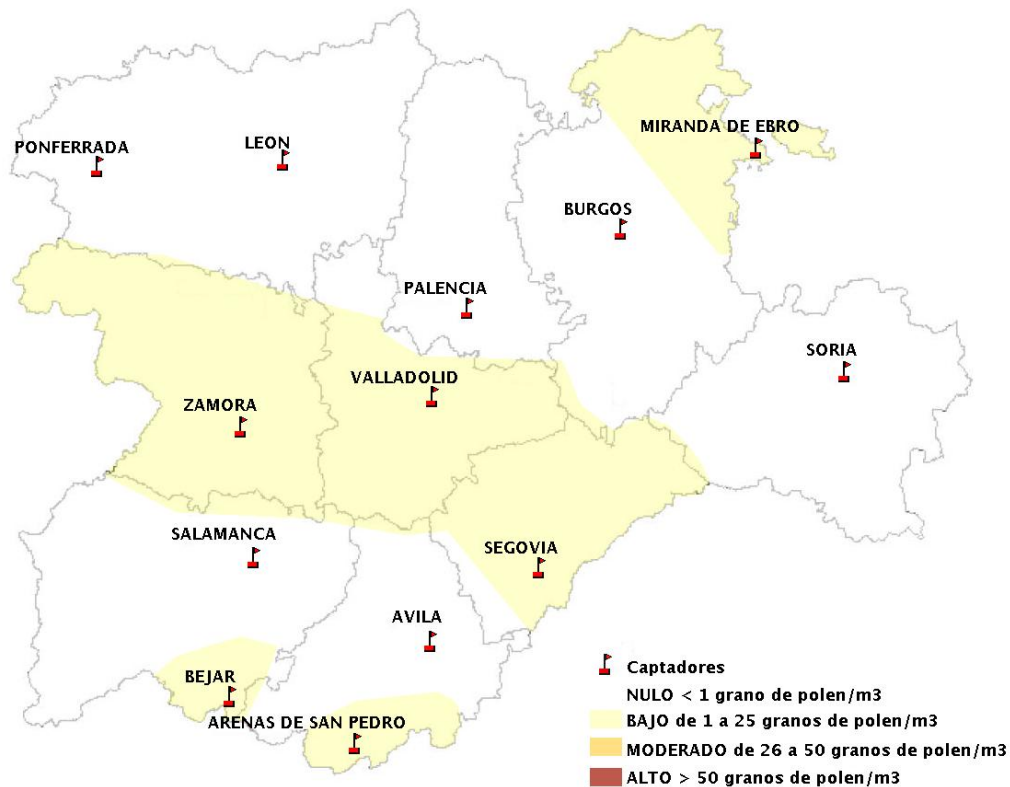 MIRANDA DE EBRO
PONFERRADA
LEON
BURGOS
PALENCIA
SORIA
VALLADOLID
ZAMORA
SALAMANCA
SEGOVIA
AVILA
BEJAR
ARENAS DE SAN PEDRO
Captadores
NULO < 1 grano de polen/m3
BAJO de 1 a 25 granos de polen/m3
MODERADO de 26 a 50 granos de polen/m3
ALTO > 50 granos de polen/m3